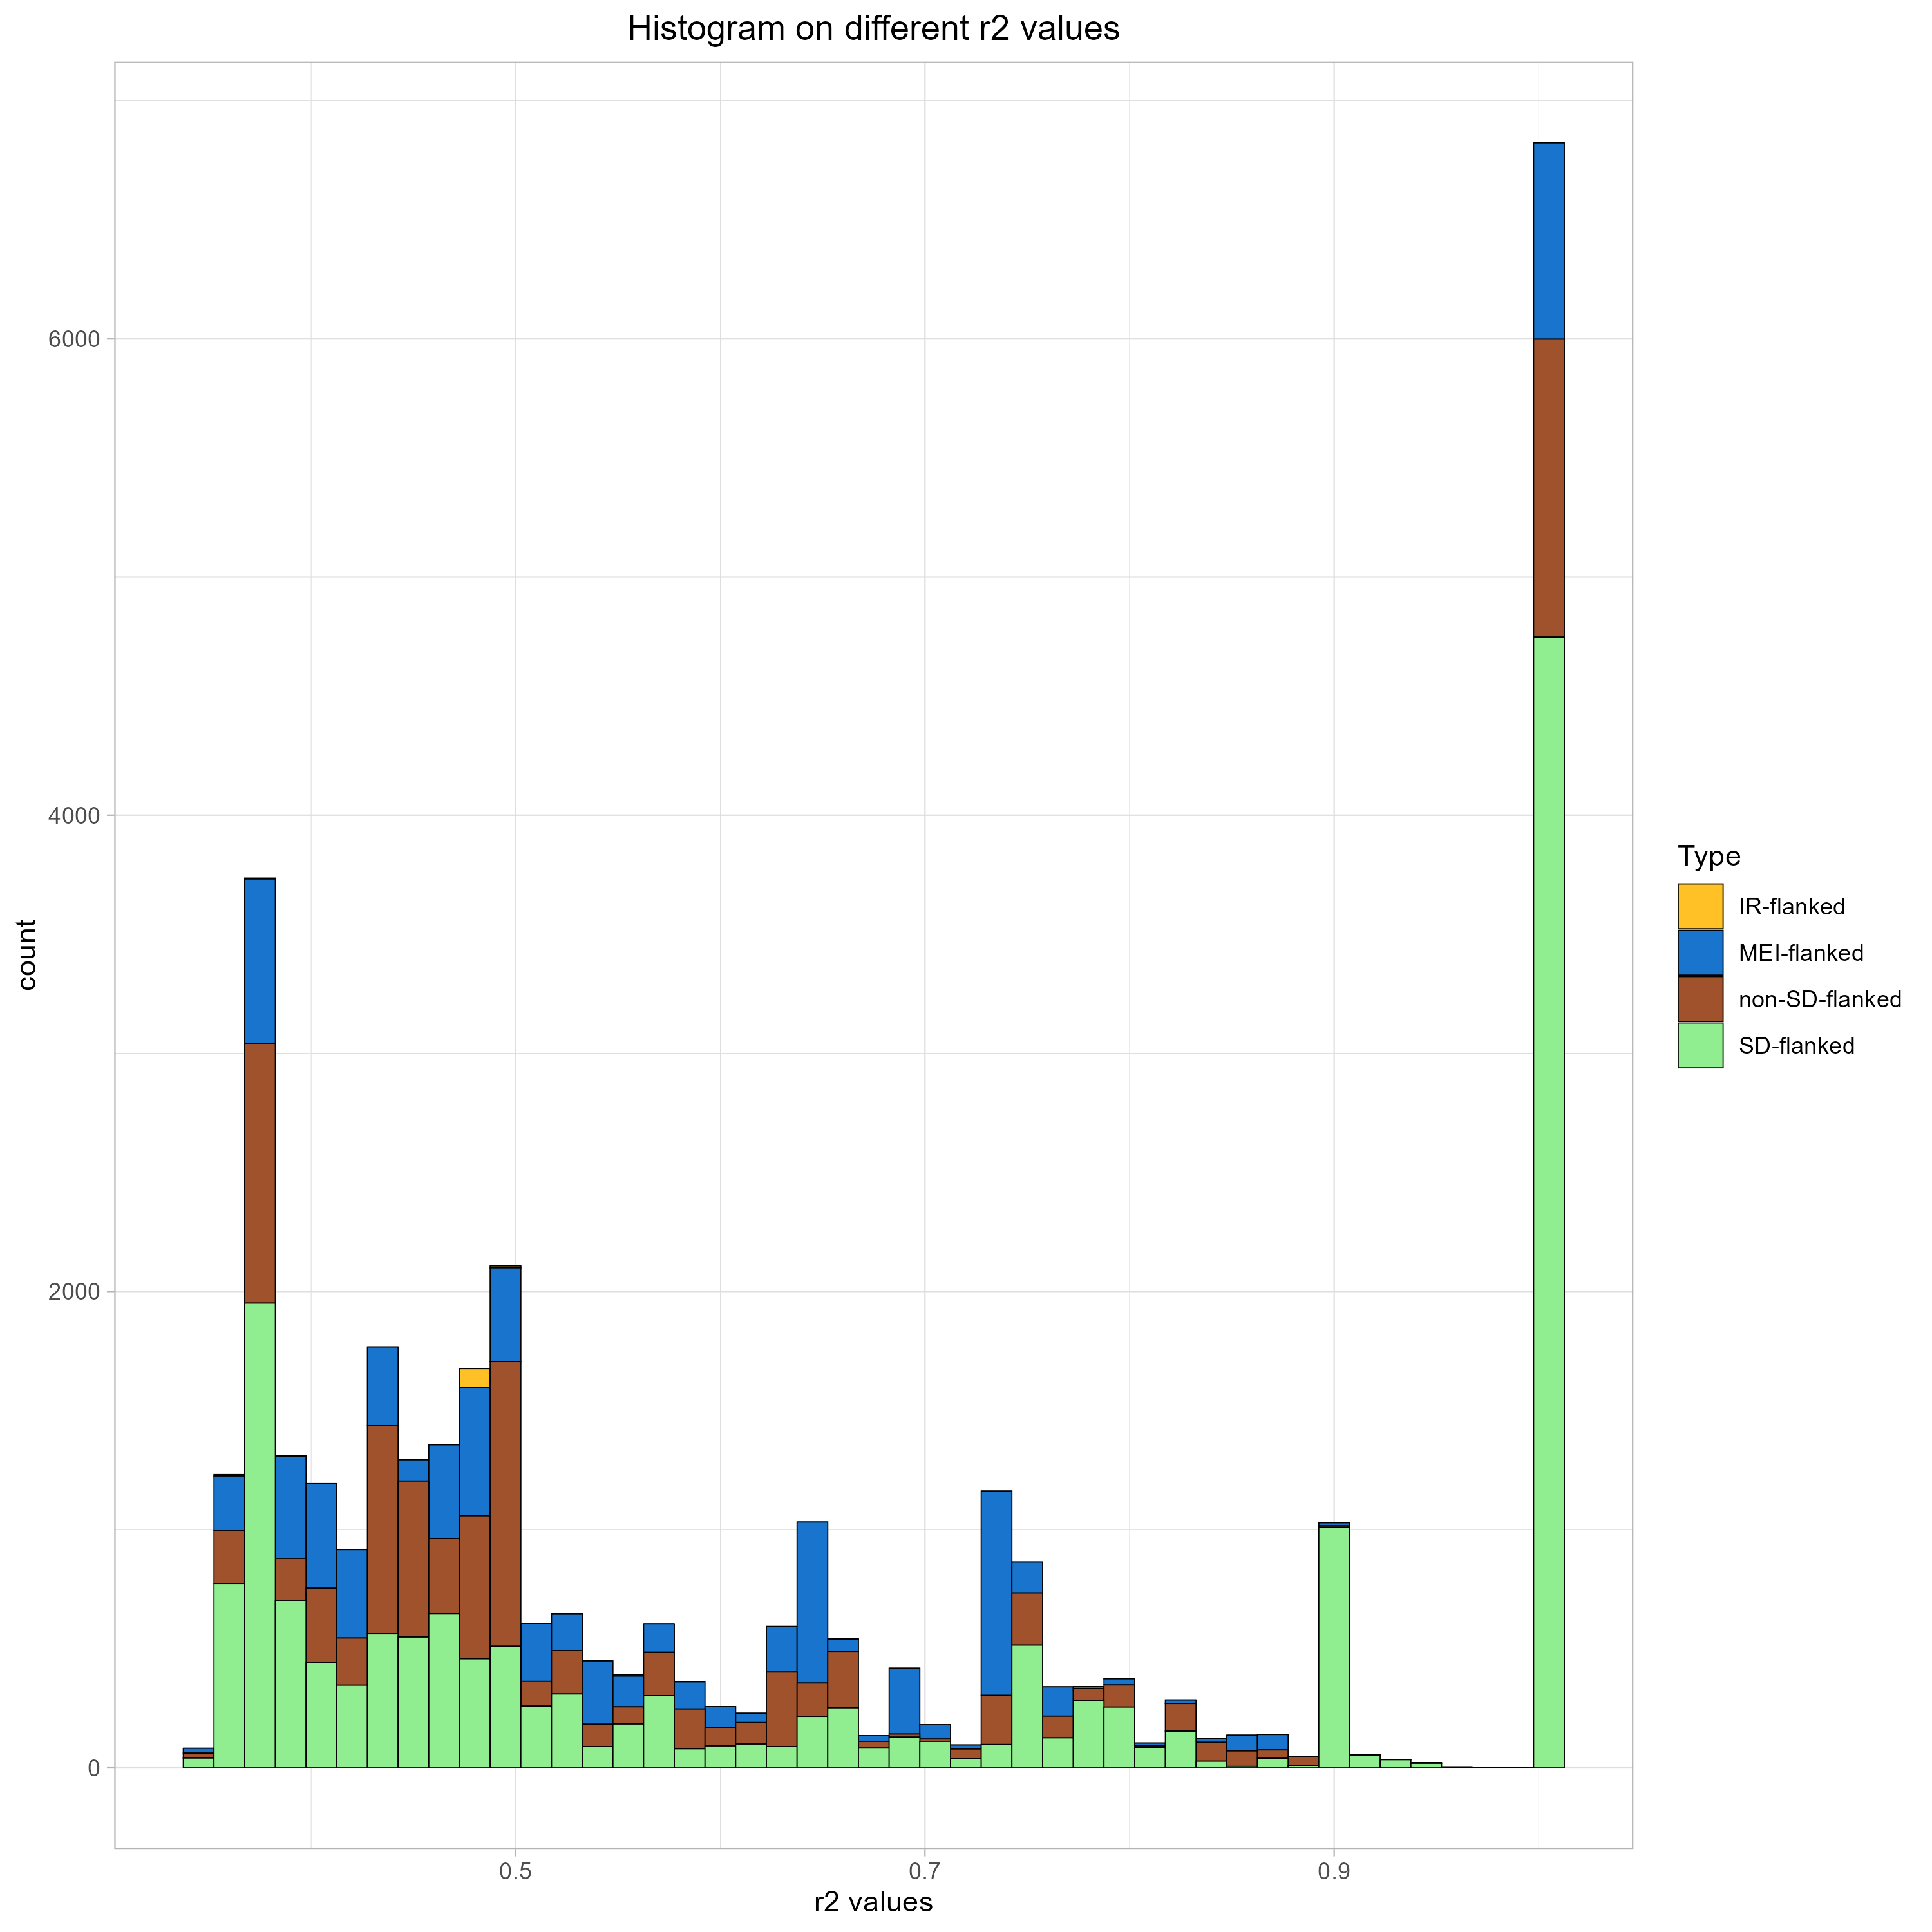 Histogram on different r2 values
6000
4000
2000
0
count
0.5
0.7
0.9
r2 values
Type
IR-flanked
MEI-flanked
non-SD-flanked
SD-flanked